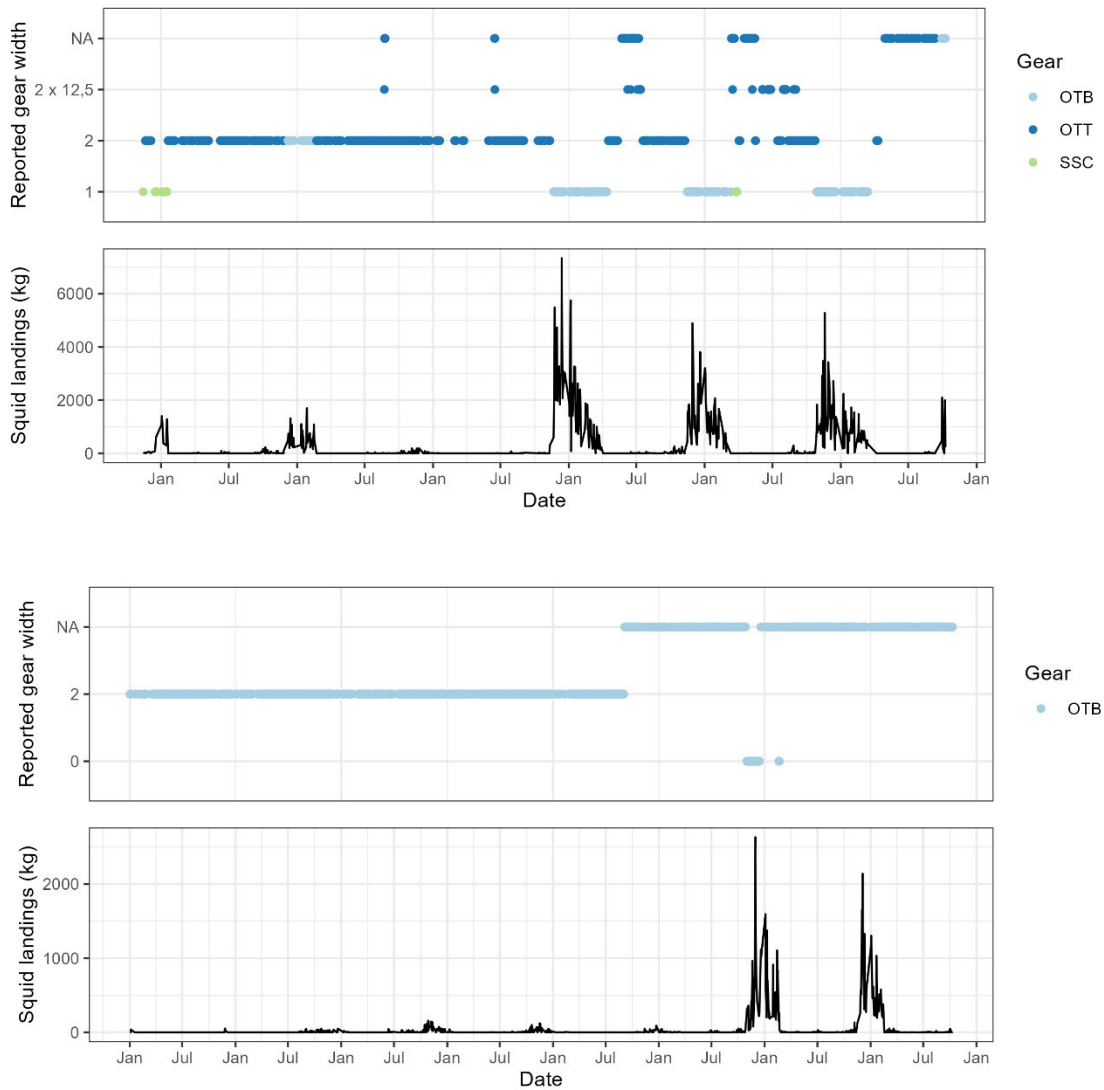 Reported gear width
NA
2 x 12,5
2
1
Gear
OTB
OTT
SSC
Squid landings (kg)
6000
4000
2000
0
Jan Jul Jan Jul Jan Jul Jan Jul Jan Jul Jan Jul Jan
Date
Reported gear width
NA
2
0
Gear
OTB
Squid landings (kg)
2000
1000
0
Jan Jul Jan Jul Jan Jul Jan Jul Jan Jul Jan Jul Jan Jul Jan Jul Jan
Date